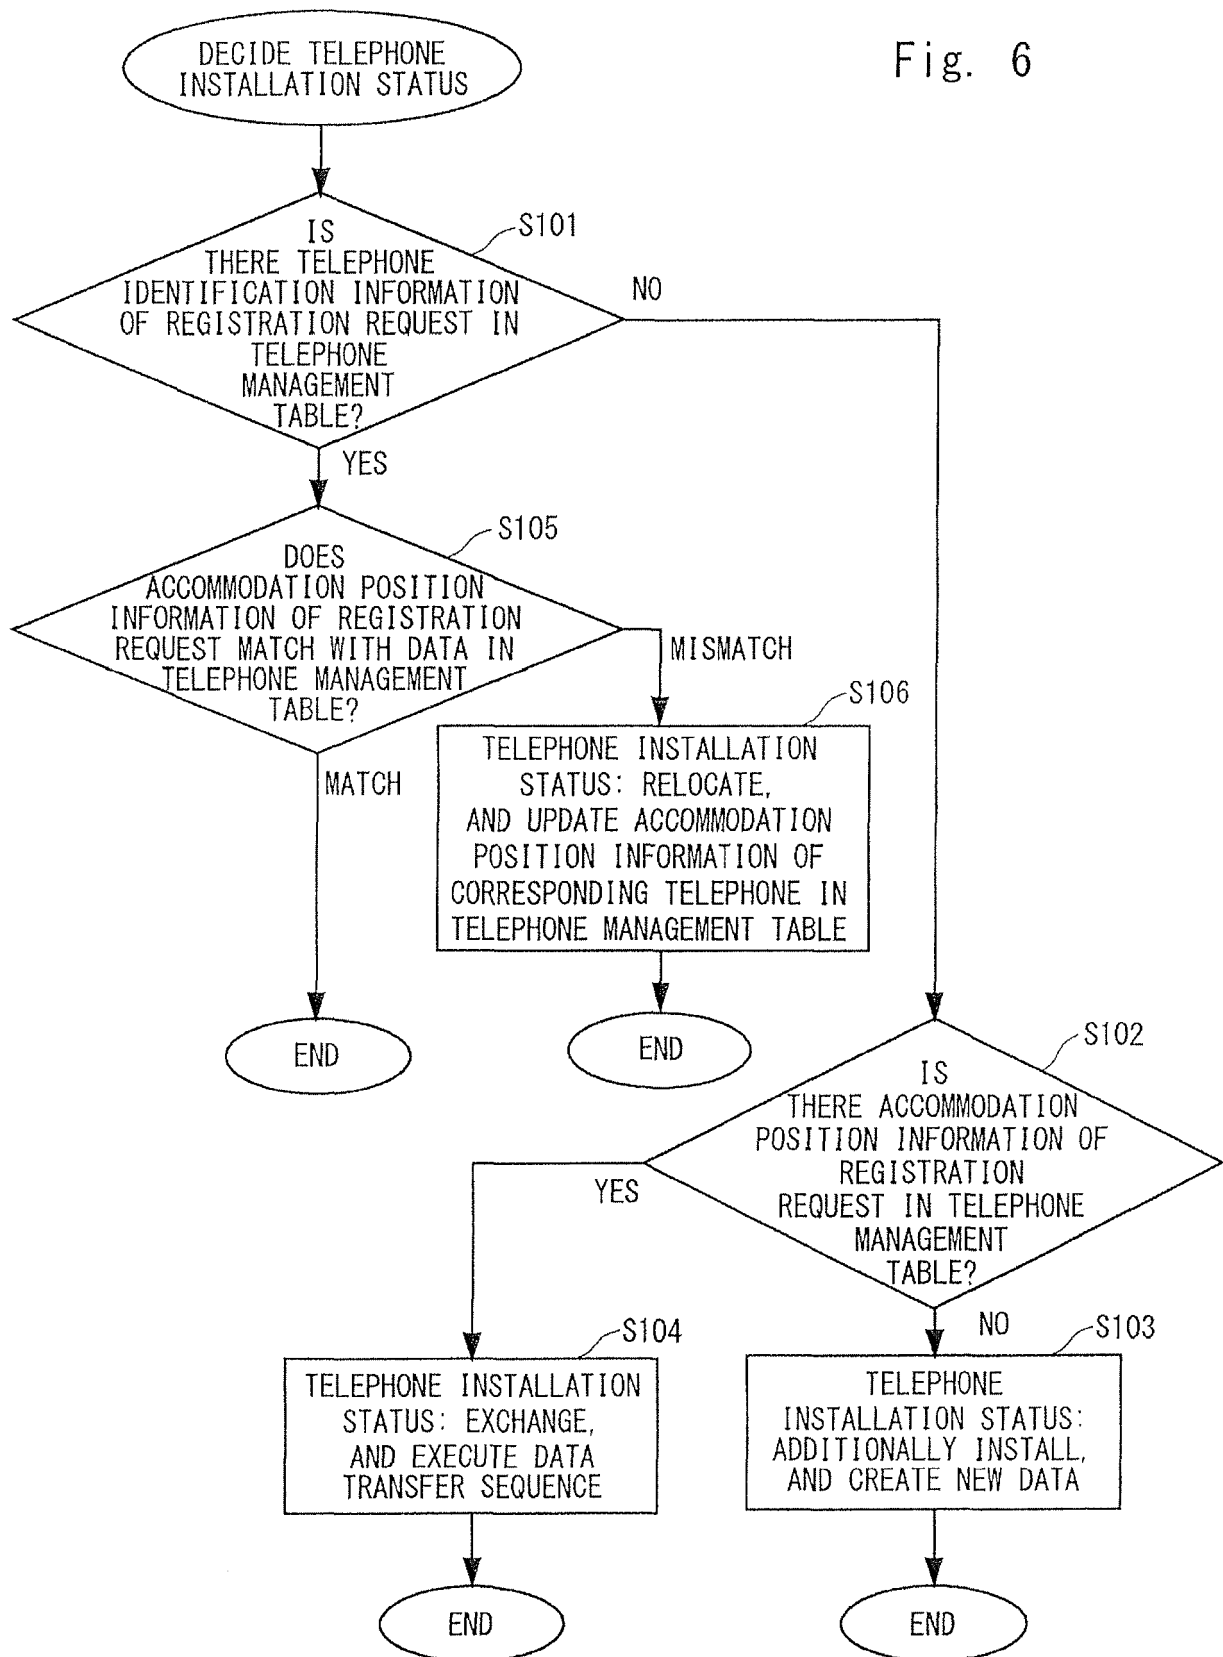 Fig. 6
DECIDE TELEPHONE
INSTALLATION STATUS
S101
IS
THERE TELEPHONE
IDENTIFICATION INFORMATION
OF REGISTRATION REQUEST IN
TELEPHONE
MANAGEMENT
TABLE?
NO
YES
S105
DOES
ACCOMMODATION POSITION
INFORMATION OF REGISTRATION
REQUEST MATCH WITH DATA IN
TELEPHONE MANAGEMENT
TABLE?
MISMATCH
MATCH
S106
TELEPHONE INSTALLATION
STATUS: RELOCATE,
AND UPDATE ACCOMMODATION
POSITION INFORMATION OF
CORRESPONDING TELEPHONE IN
TELEPHONE MANAGEMENT TABLE
END
END
S102
IS
THERE ACCOMMODATION
POSITION INFORMATION OF
REGISTRATION
REQUEST IN TELEPHONE
MANAGEMENT
TABLE?
YES
NO
S104
TELEPHONE INSTALLATION
STATUS: EXCHANGE,
AND EXECUTE DATA
TRANSFER SEQUENCE
S103
TELEPHONE
INSTALLATION STATUS:
ADDITIONALLY INSTALL,
AND CREATE NEW DATA
END
END